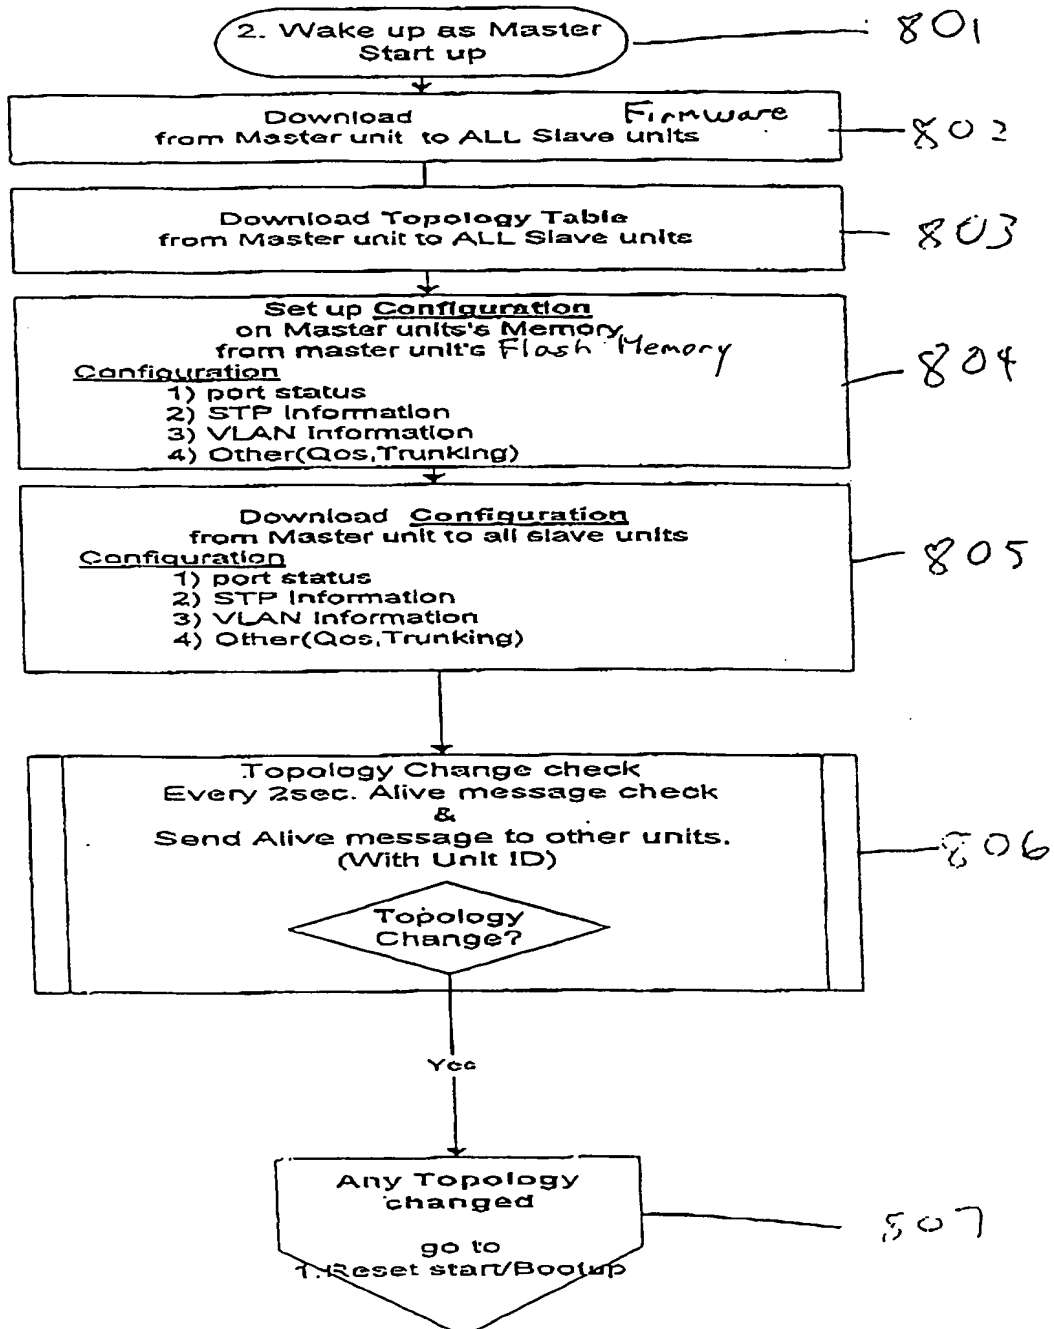 2. Wake up as Master
Start up
801
Download Firmware
from Master unit to ALL Slave units
802
Download Topology Table
from Master unit to ALL Slave units
803
Set up Configuration
on Master units's Memory
from master unit's Flash Memory
Configuration
1) port status
2) STP Information
3) VLAN Information
4) Other(Qos,Trunking)
804
Download Configuration
from Master unit to all slave units
Configuration
1) port status
2) STP Information
3) VLAN Information
4) Other(Qos,Trunking)
805
Topology Change check
Every 2sec. Alive message check
&
Send Alive message to other units.
(With Unit ID)
Topology
Change?
806
Yes
Any Topology
changed
go to
1.Reset start/Bootup
807